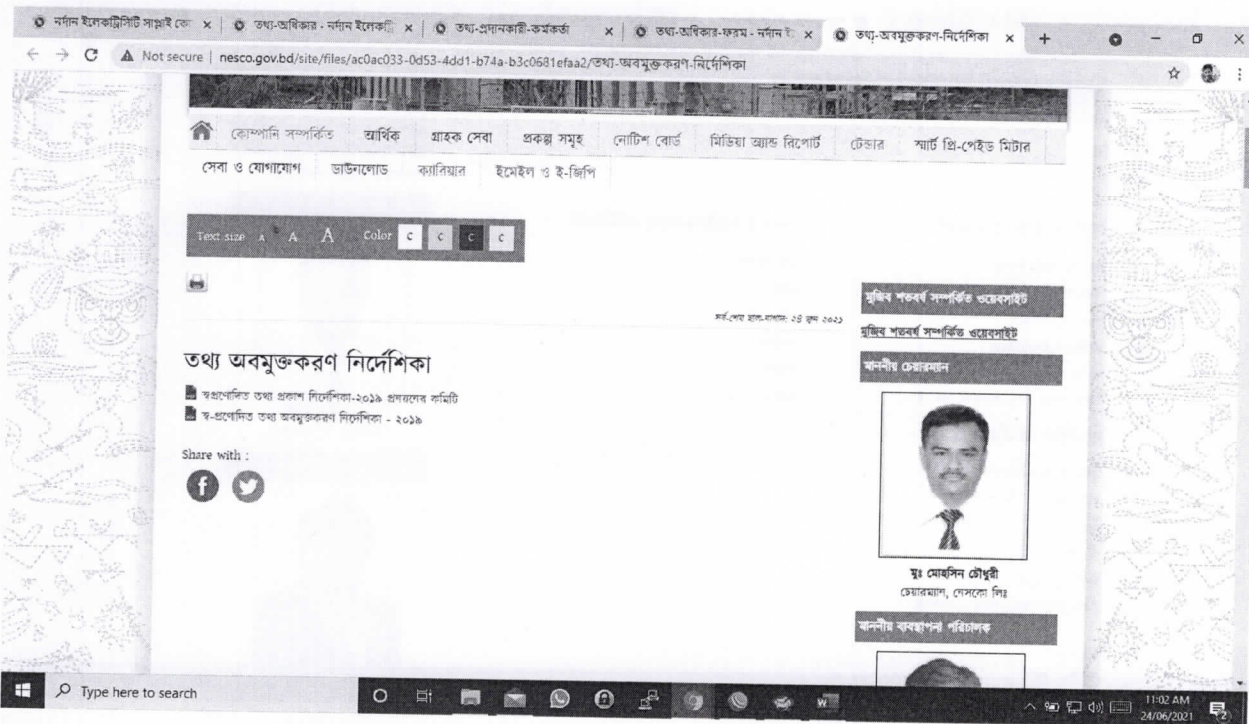 নর্দান ইলেকট্রিসিটি সাপ্লাই কো × তথ্য-অধিকার - নর্দান ইলেকট্রি × তথ্য-প্রদানকারী-কর্মকর্তা × তথ্য-অধিকার-ফরম - নর্দান ই × তথ্য-অবমুক্তকরণ-নির্দেশিকা × +
Not secure | nesco.gov.bd/site/files/ac0ac033-0d53-4dd1-b74a-b3c0681efaa2/তথ্য-অবমুক্তকরণ-নির্দেশিকা
কোম্পানি সম্পর্কিত আর্থিক গ্রাহক সেবা প্রকল্প সমূহ নোটিশ বোর্ড মিডিয়া অ্যান্ড রিপোর্ট টেন্ডার স্মার্ট প্রি-পেইড মিটার
সেবা ও যোগাযোগ ডাউনলোড ক্যারিয়ার ইমেইল ও ই-জিপি
Text size A A A Color C C C C
সর্ব-শেষ হাল-নাগাদ: ২৪ জুন ২০২১
তথ্য অবমুক্তকরণ নির্দেশিকা
স্বপ্রণোদিত তথ্য প্রকাশ নির্দেশিকা-২০১৯ প্রণয়নের কমিটি
স্ব-প্রণোদিত তথ্য অবমুক্তকরণ নির্দেশিকা - ২০১৯
Share with :
মুজিব শতবর্ষ সম্পর্কিত ওয়েবসাইট
মুজিব শতবর্ষ সম্পর্কিত ওয়েবসাইট
মাননীয় চেয়ারম্যান
মুঃ মোহসিন চৌধুরী
চেয়ারম্যান, নেসকো লিঃ
মাননীয় ব্যবস্থাপনা পরিচালক
Type here to search
11:02 AM
24/06/2021